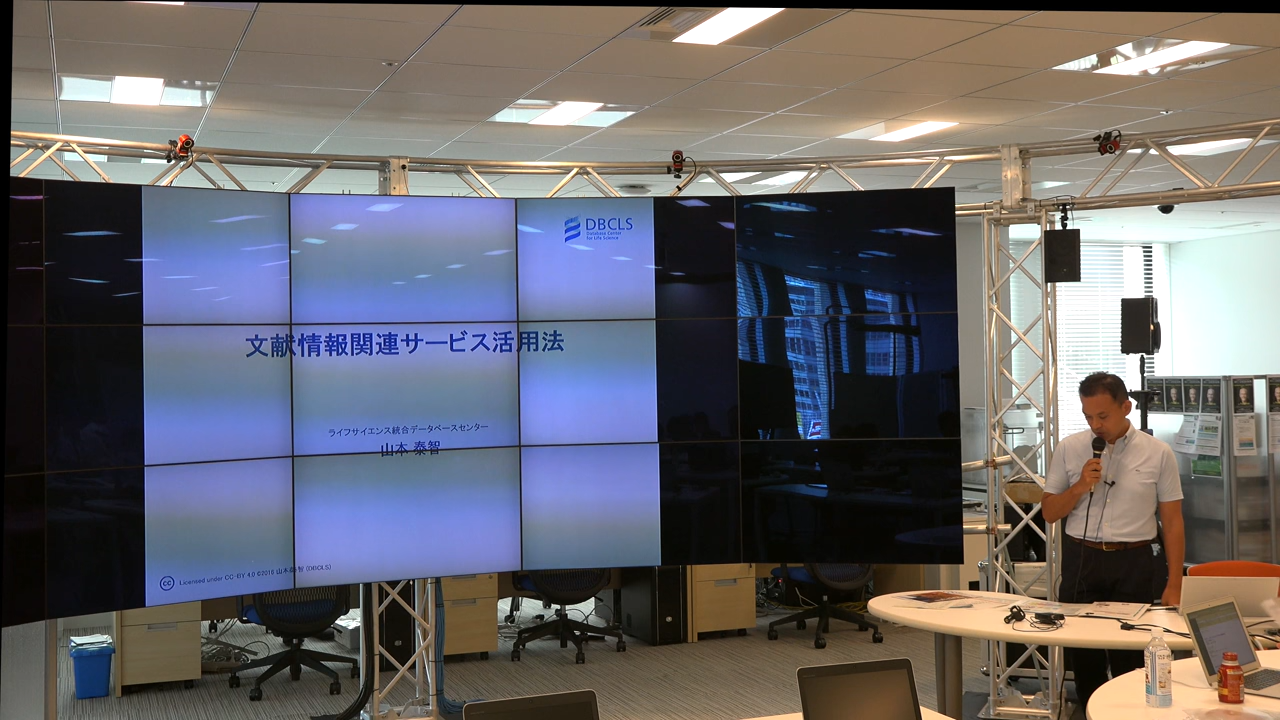 DBCLS
Database Center
for Life Science
文献情報関連サービス活用法
ライフサイエンス統合データベースセンター
山本 泰智
cc
Licensed under CC-BY 4.0 ©2016 山本泰智 (DBCLS)